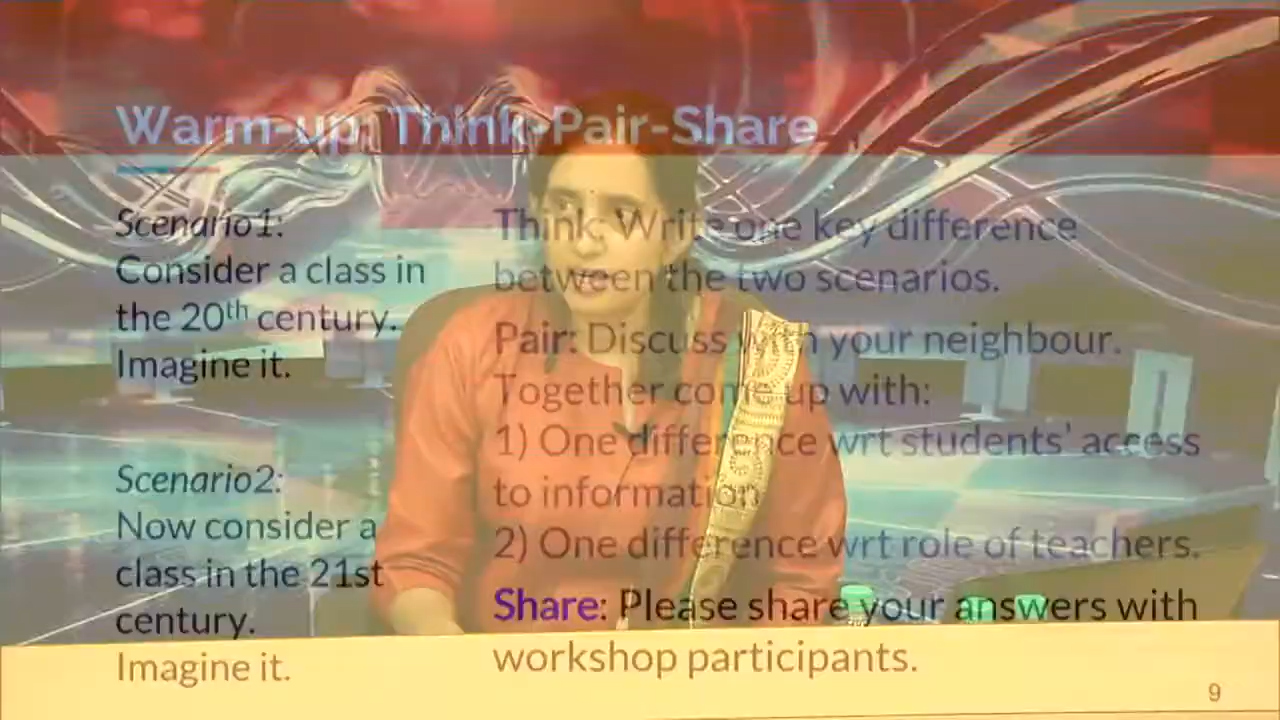 Warm-up: Think-Pair-Share
Scenario1:
Consider a class in
the 20th century.
Imagine it.
Scenario2:
Now consider a
class in the 21st
century.
Imagine it.
Think: Write one key difference
between the two scenarios.
Pair: Discuss with your neighbour.
Together come up with:
1) One difference wrt students' access
to information
2) One difference wrt role of teachers.
Share: Please share your answers with
workshop participants.
9